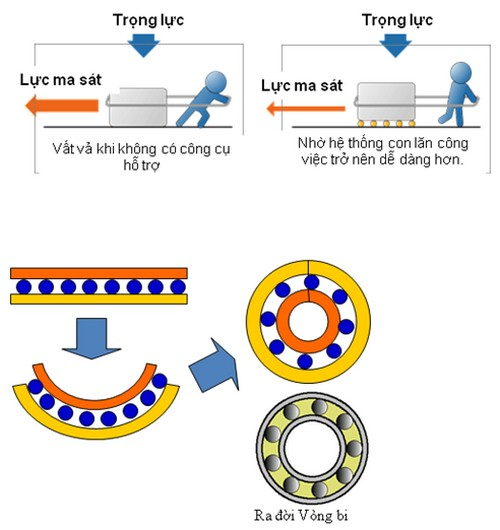 Trọng lực
Trọng lực
Lực ma sát
Lực ma sát
Vất vả khi không có công cụ
hỗ trợ
Nhờ hệ thống con lăn công
việc trở nên dễ dàng hơn.
Ra đời Vòng bi